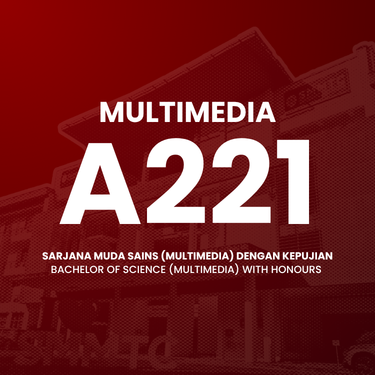 MULTIMEDIA
A221
SARJANA MUDA SAINS (MULTIMEDIA) DENGAN KEPUJIAN
BACHELOR OF SCIENCE (MULTIMEDIA) WITH HONOURS